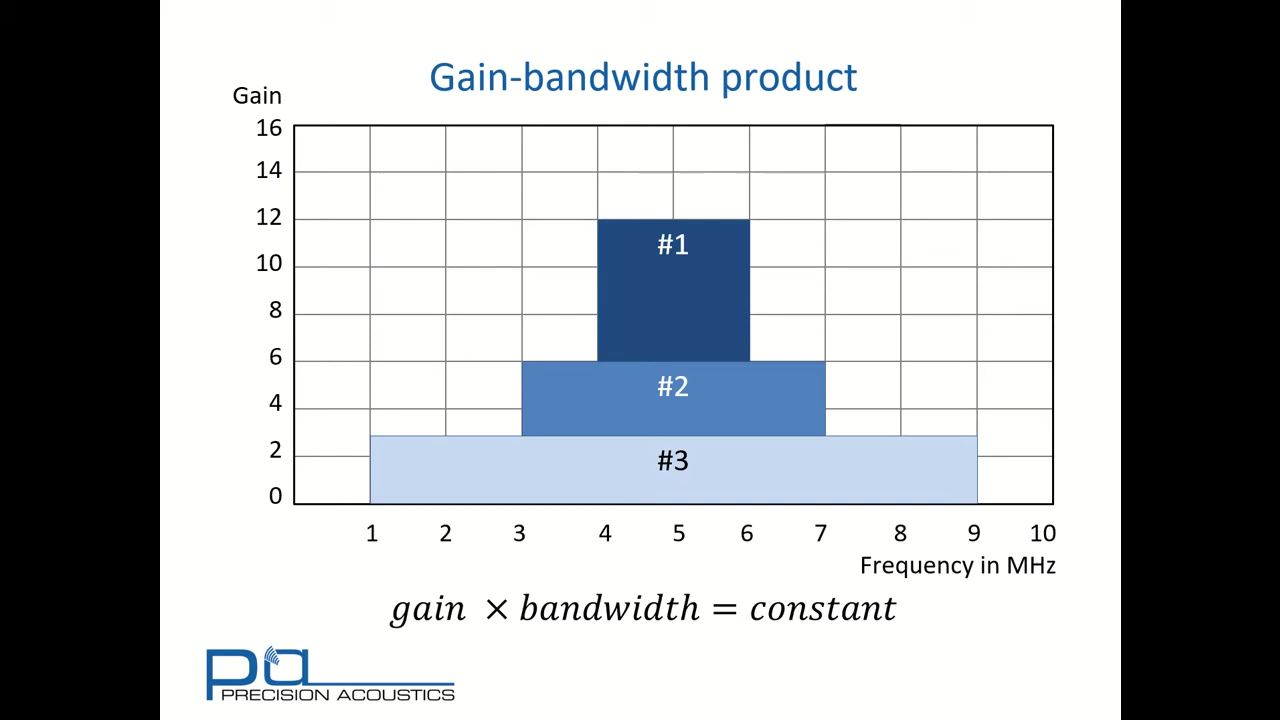 Gain-bandwidth product
Gain
16
14
12
10
8
6
4
2
0
#1
#2
#3
1 2 3 4 5 6 7 8 9 10
Frequency in MHz
gain × bandwidth = constant
pa
PRECISION ACOUSTICS